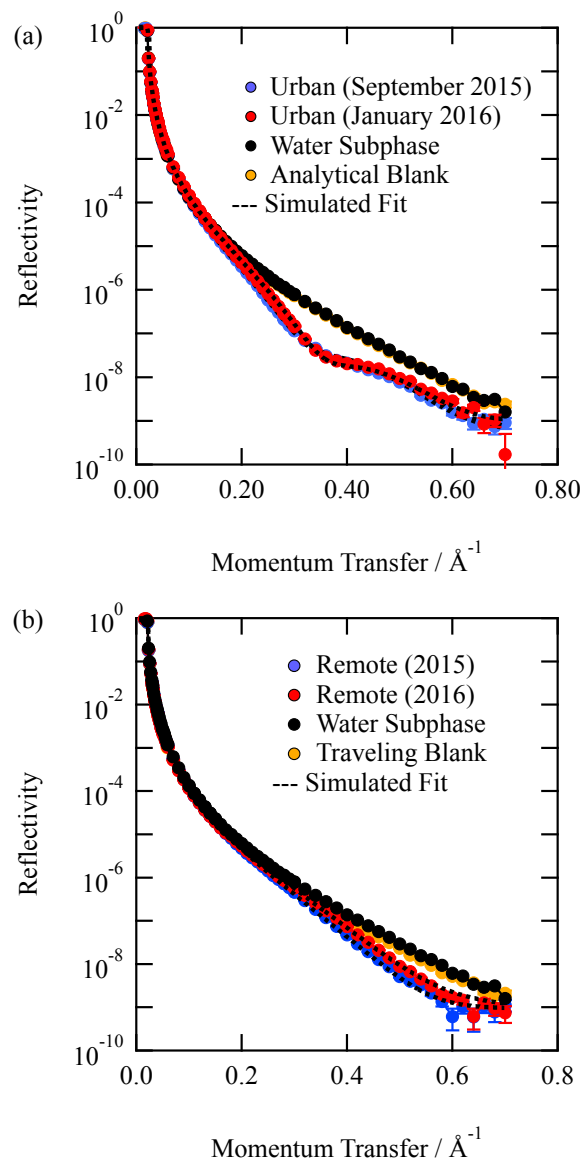 (a)
10^0
10^-2
10^-4
10^-6
10^-8
10^-10
Reflectivity
Urban (September 2015)
Urban (January 2016)
Water Subphase
Analytical Blank
Simulated Fit
0.00 0.20 0.40 0.60 0.80
Momentum Transfer / Å^-1
(b)
10^0
10^-2
10^-4
10^-6
10^-8
10^-10
Reflectivity
Remote (2015)
Remote (2016)
Water Subphase
Traveling Blank
Simulated Fit
0.0 0.2 0.4 0.6 0.8
Momentum Transfer / Å^-1